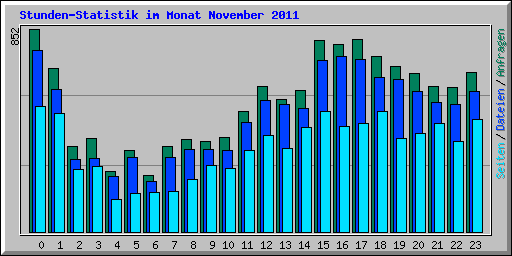 Stunden-Statistik im Monat November 2011
852
Seiten / Dateien / Anfragen
0 1 2 3 4 5 6 7 8 9 10 11 12 13 14 15 16 17 18 19 20 21 22 23